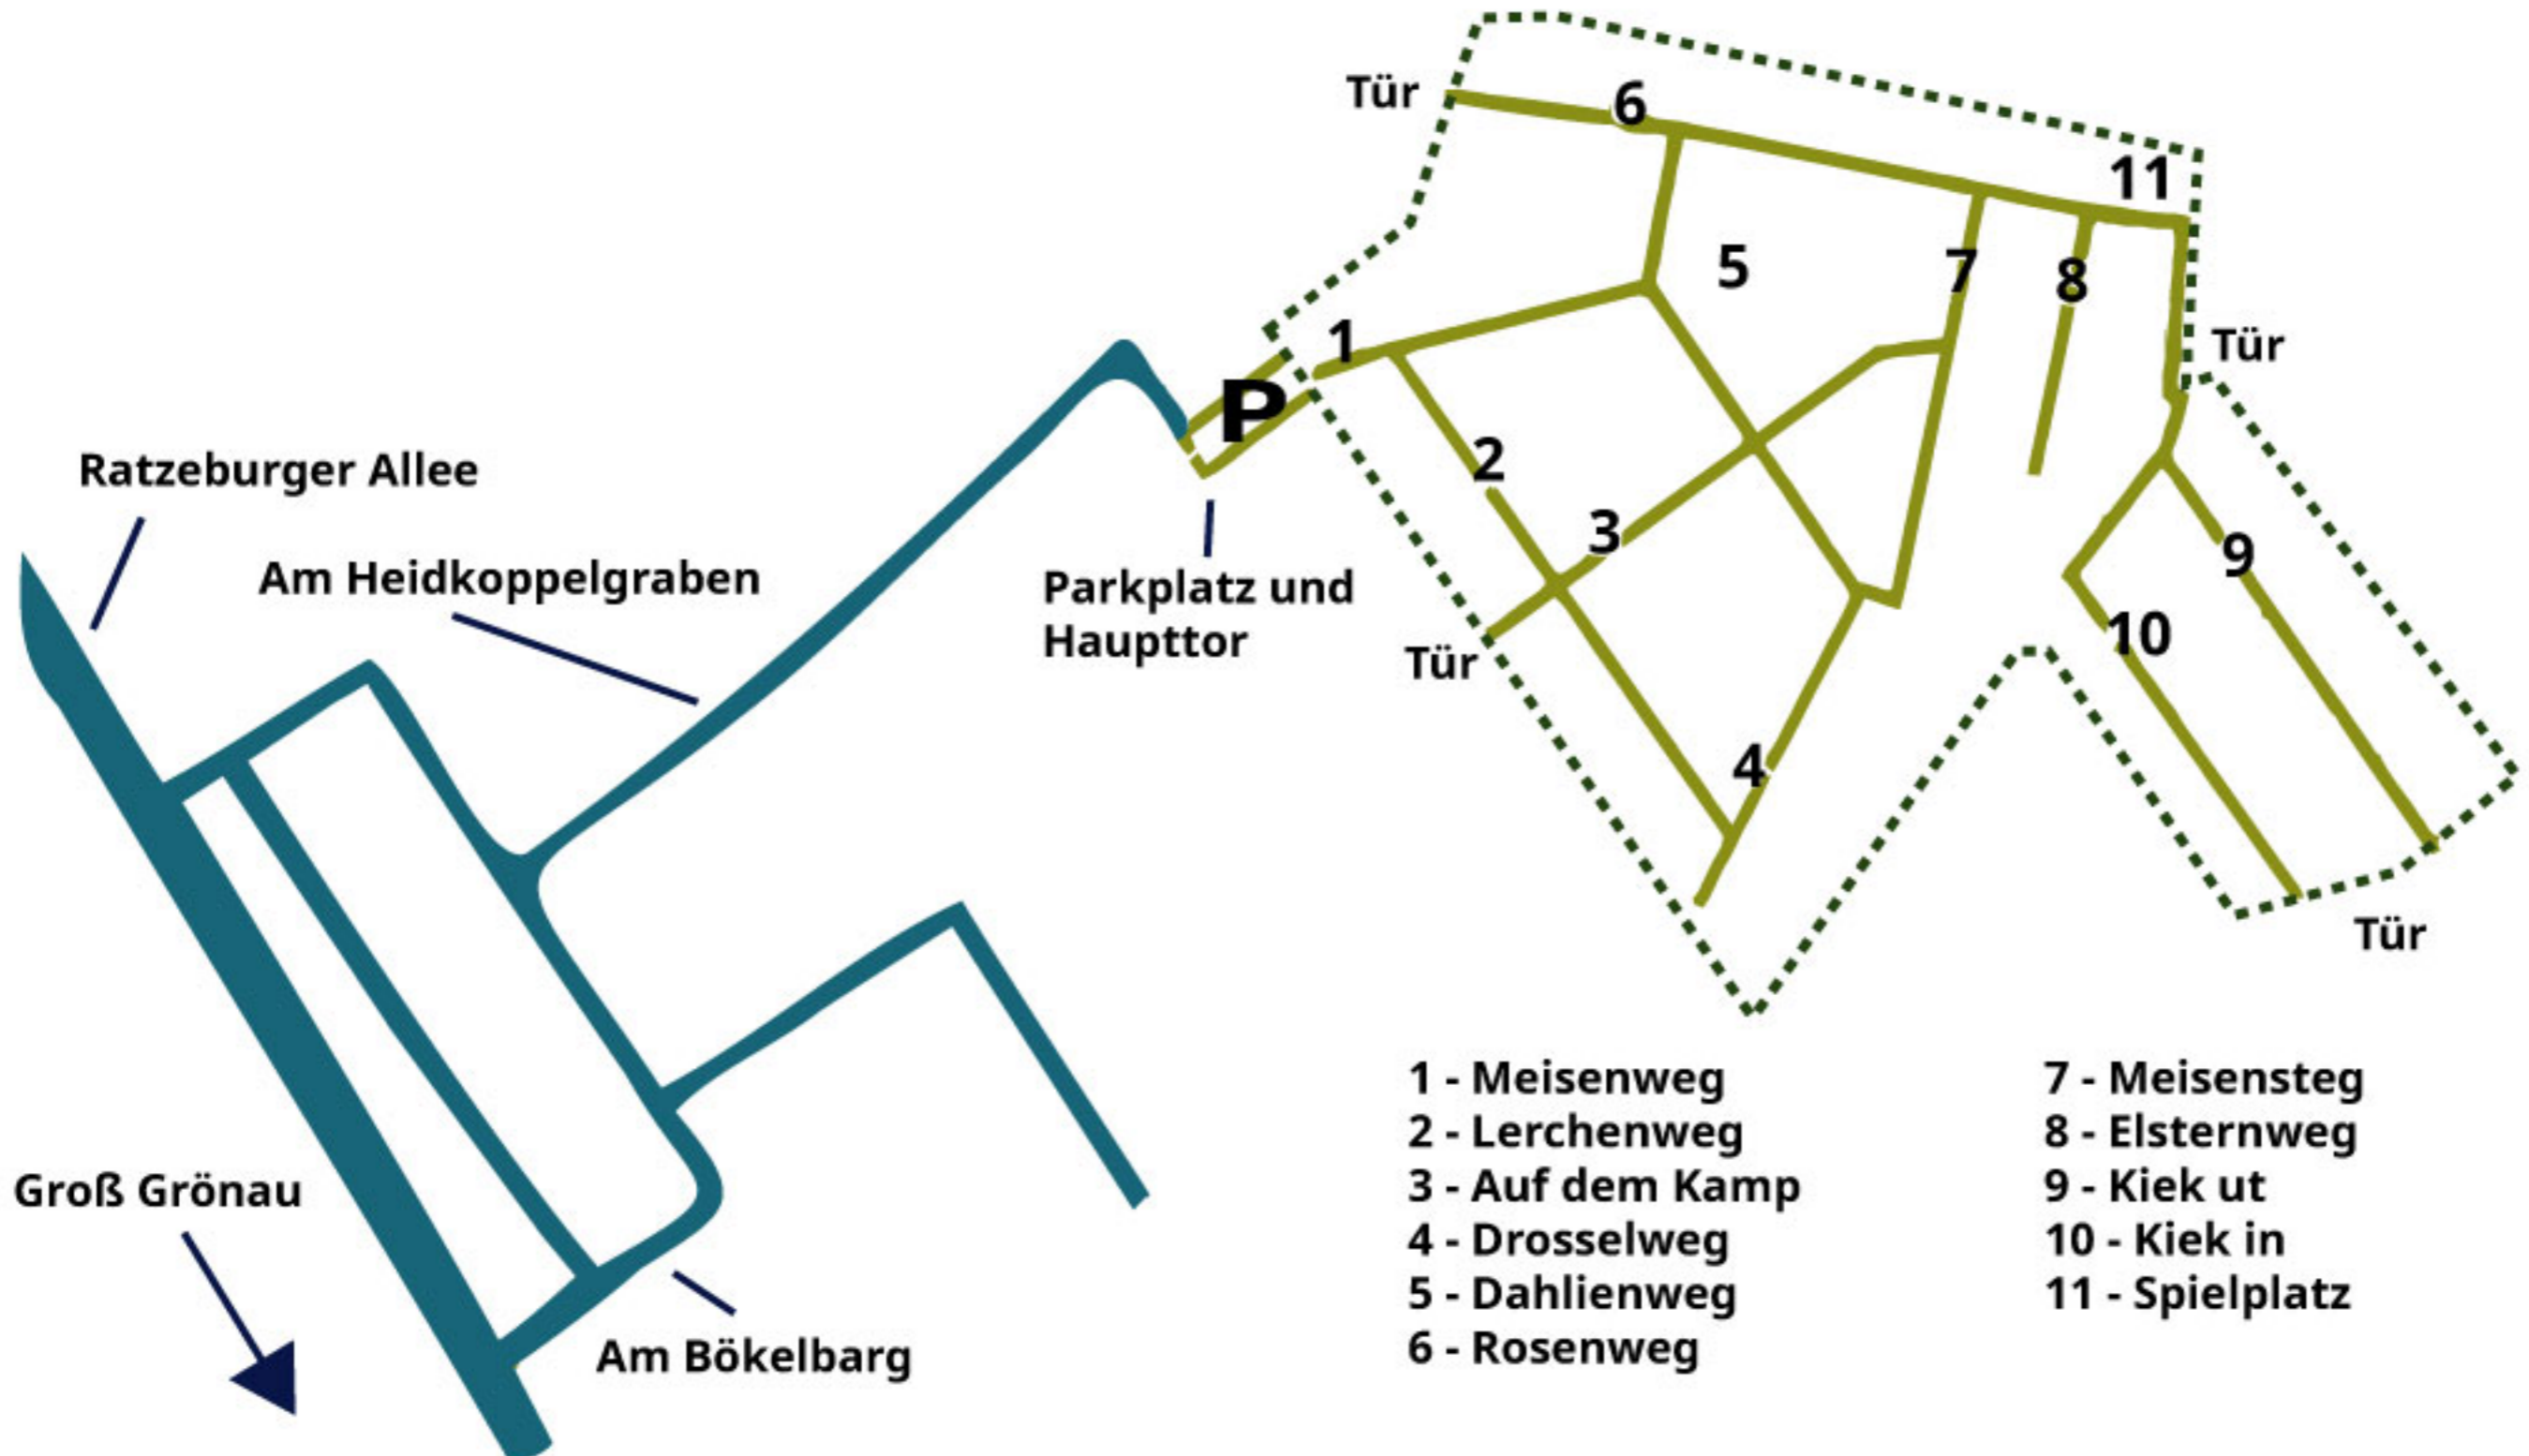 Tür
6
11
5
7
8
1
Tür
P
2
Ratzeburger Allee
3
9
Am Heidkoppelgraben
Parkplatz und
Haupttor
10
Tür
4
Tür
1 - Meisenweg
2 - Lerchenweg
3 - Auf dem Kamp
4 - Drosselweg
5 - Dahlienweg
6 - Rosenweg
7 - Meisensteg
8 - Elsternweg
9 - Kiek ut
10 - Kiek in
11 - Spielplatz
Groß Grönau
Am Bökelbarg